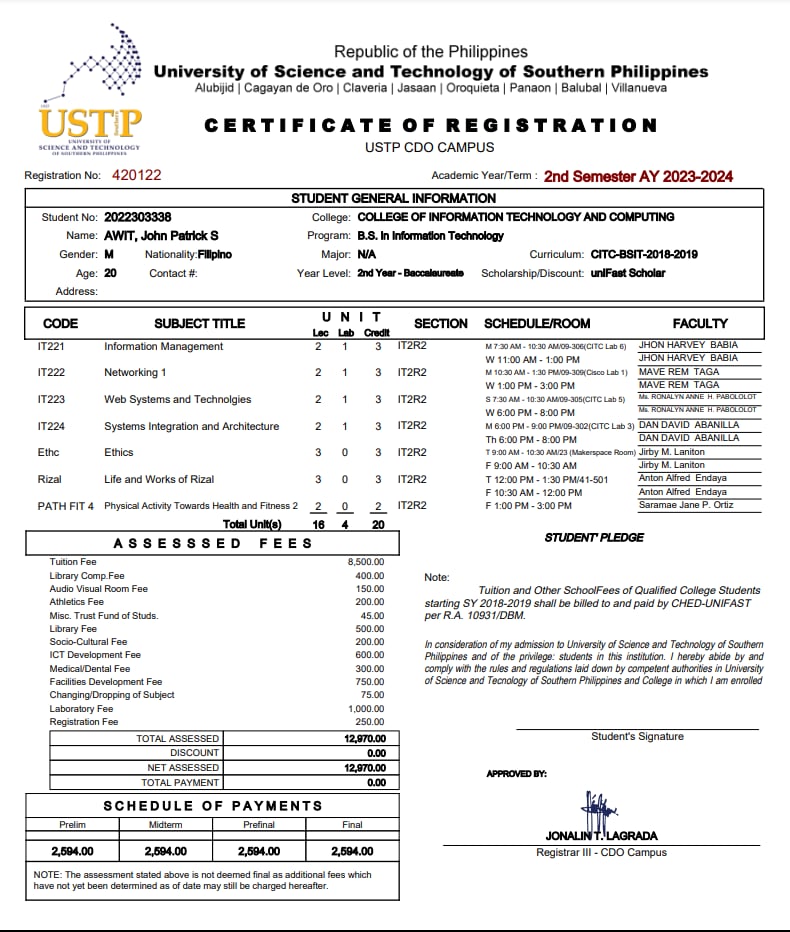 Republic of the Philippines
University of Science and Technology of Southern Philippines
Alubijid | Cagayan de Oro | Claveria | Jasaan | Oroquieta | Panaon | Balubal | Villanueva
USTP
UNIVERSITY OF
SCIENCE AND TECHNOLOGY
OF SOUTHERN PHILIPPINES
CERTIFICATE OF REGISTRATION
USTP CDO CAMPUS
Registration No: 420122 Academic Year/Term : 2nd Semester AY 2023-2024
STUDENT GENERAL INFORMATION
Student No: 2022303338 College: COLLEGE OF INFORMATION TECHNOLOGY AND COMPUTING
Name: AWIT, John Patrick S Program: B.S. in Information Technology
Gender: M Nationality:Filipino Major: N/A Curriculum: CITC-BSIT-2018-2019
Age: 20 Contact #: Year Level: 2nd Year - Baccalaureate Scholarship/Discount: uniFast Scholar
Address:
CODE SUBJECT TITLE UNIT SECTION SCHEDULE/ROOM FACULTY
Lec Lab Credit
IT221 Information Management 2 1 3 IT2R2 M 7:30 AM - 10:30 AM/09-306(CITC Lab 6) JHON HARVEY BABIA
W 11:00 AM - 1:00 PM JHON HARVEY BABIA
IT222 Networking 1 2 1 3 IT2R2 M 10:30 AM - 1:30 PM/09-309(Cisco Lab 1) MAVE REM TAGA
W 1:00 PM - 3:00 PM MAVE REM TAGA
IT223 Web Systems and Technolgies 2 1 3 IT2R2 S 7:30 AM - 10:30 AM/09-305(CITC Lab 5) Ms. RONALYN ANNE H. PABOLOLOT
W 6:00 PM - 8:00 PM Ms. RONALYN ANNE H. PABOLOLOT
IT224 Systems Integration and Architecture 2 1 3 IT2R2 M 6:00 PM - 9:00 PM/09-302(CITC Lab 3) DAN DAVID ABANILLA
Th 6:00 PM - 8:00 PM DAN DAVID ABANILLA
Ethc Ethics 3 0 3 IT2R2 T 9:00 AM - 10:30 AM/23 (Makerspace Room) Jirby M. Laniton
F 9:00 AM - 10:30 AM Jirby M. Laniton
Rizal Life and Works of Rizal 3 0 3 IT2R2 T 12:00 PM - 1:30 PM/41-501 Anton Alfred Endaya
F 10:30 AM - 12:00 PM Anton Alfred Endaya
PATH FIT 4 Physical Activity Towards Health and Fitness 2 2 0 2 IT2R2 F 1:00 PM - 3:00 PM Saramae Jane P. Ortiz
Total Unit(s) 16 4 20
ASSESSSED FEES
Tuition Fee 8,500.00
Library Comp.Fee 400.00
Audio Visual Room Fee 150.00
Athletics Fee 200.00
Misc. Trust Fund of Studs. 45.00
Library Fee 500.00
Socio-Cultural Fee 200.00
ICT Development Fee 600.00
Medical/Dental Fee 300.00
Facilities Development Fee 750.00
Changing/Dropping of Subject 75.00
Laboratory Fee 1,000.00
Registration Fee 250.00
TOTAL ASSESSED 12,970.00
DISCOUNT 0.00
NET ASSESSED 12,970.00
TOTAL PAYMENT 0.00
SCHEDULE OF PAYMENTS
Prelim Midterm Prefinal Final
2,594.00 2,594.00 2,594.00 2,594.00
NOTE: The assessment stated above is not deemed final as additional fees which
have not yet been determined as of date may still be charged hereafter.
STUDENT' PLEDGE
Note:
Tuition and Other SchoolFees of Qualified College Students
starting SY 2018-2019 shall be billed to and paid by CHED-UNIFAST
per R.A. 10931/DBM.
In consideration of my admission to University of Science and Technology of Southern
Philippines and of the privilege: students in this institution. I hereby abide by and
comply with the rules and regulations laid down by competent authorities in University
of Science and Tecnology of Southern Philippines and College in which I am enrolled
Student's Signature
APPROVED BY:
JONALIN T. LAGRADA
Registrar III - CDO Campus